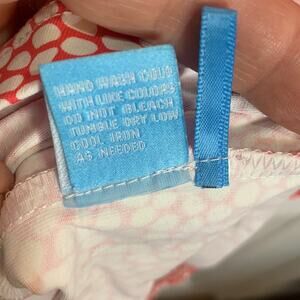 HAND WASH COLD
WITH LIKE COLORS
DO NOT BLEACH
TUMBLE DRY LOW
COOL IRON
AS NEEDED